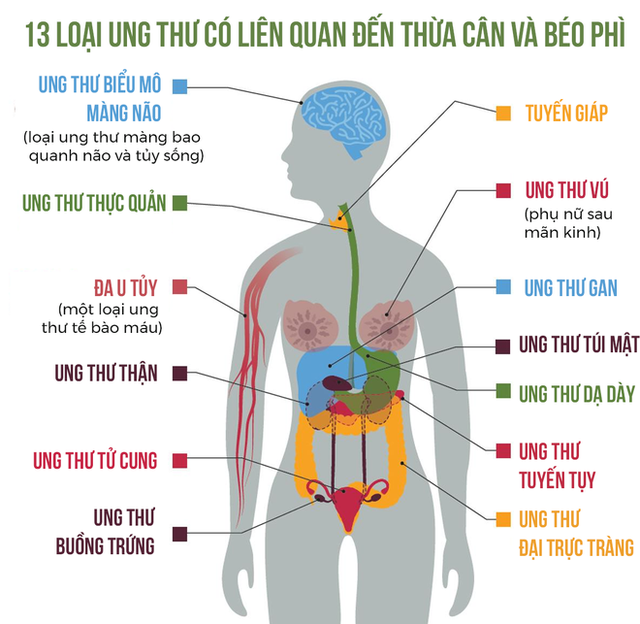 13 LOẠI UNG THƯ CÓ LIÊN QUAN ĐẾN THỪA CÂN VÀ BÉO PHÌ
UNG THƯ BIỂU MÔ
MÀNG NÃO
(loại ung thư màng bao
quanh não và tủy sống)
UNG THƯ THỰC QUẢN
ĐA U TỦY
(một loại ung
thư tế bào máu)
UNG THƯ THẬN
UNG THƯ TỬ CUNG
UNG THƯ
BUỒNG TRỨNG
TUYẾN GIÁP
UNG THƯ VÚ
(phụ nữ sau
mãn kinh)
UNG THƯ GAN
UNG THƯ TÚI MẬT
UNG THƯ DẠ DÀY
UNG THƯ
TUYẾN TỤY
UNG THƯ
ĐẠI TRỰC TRÀNG